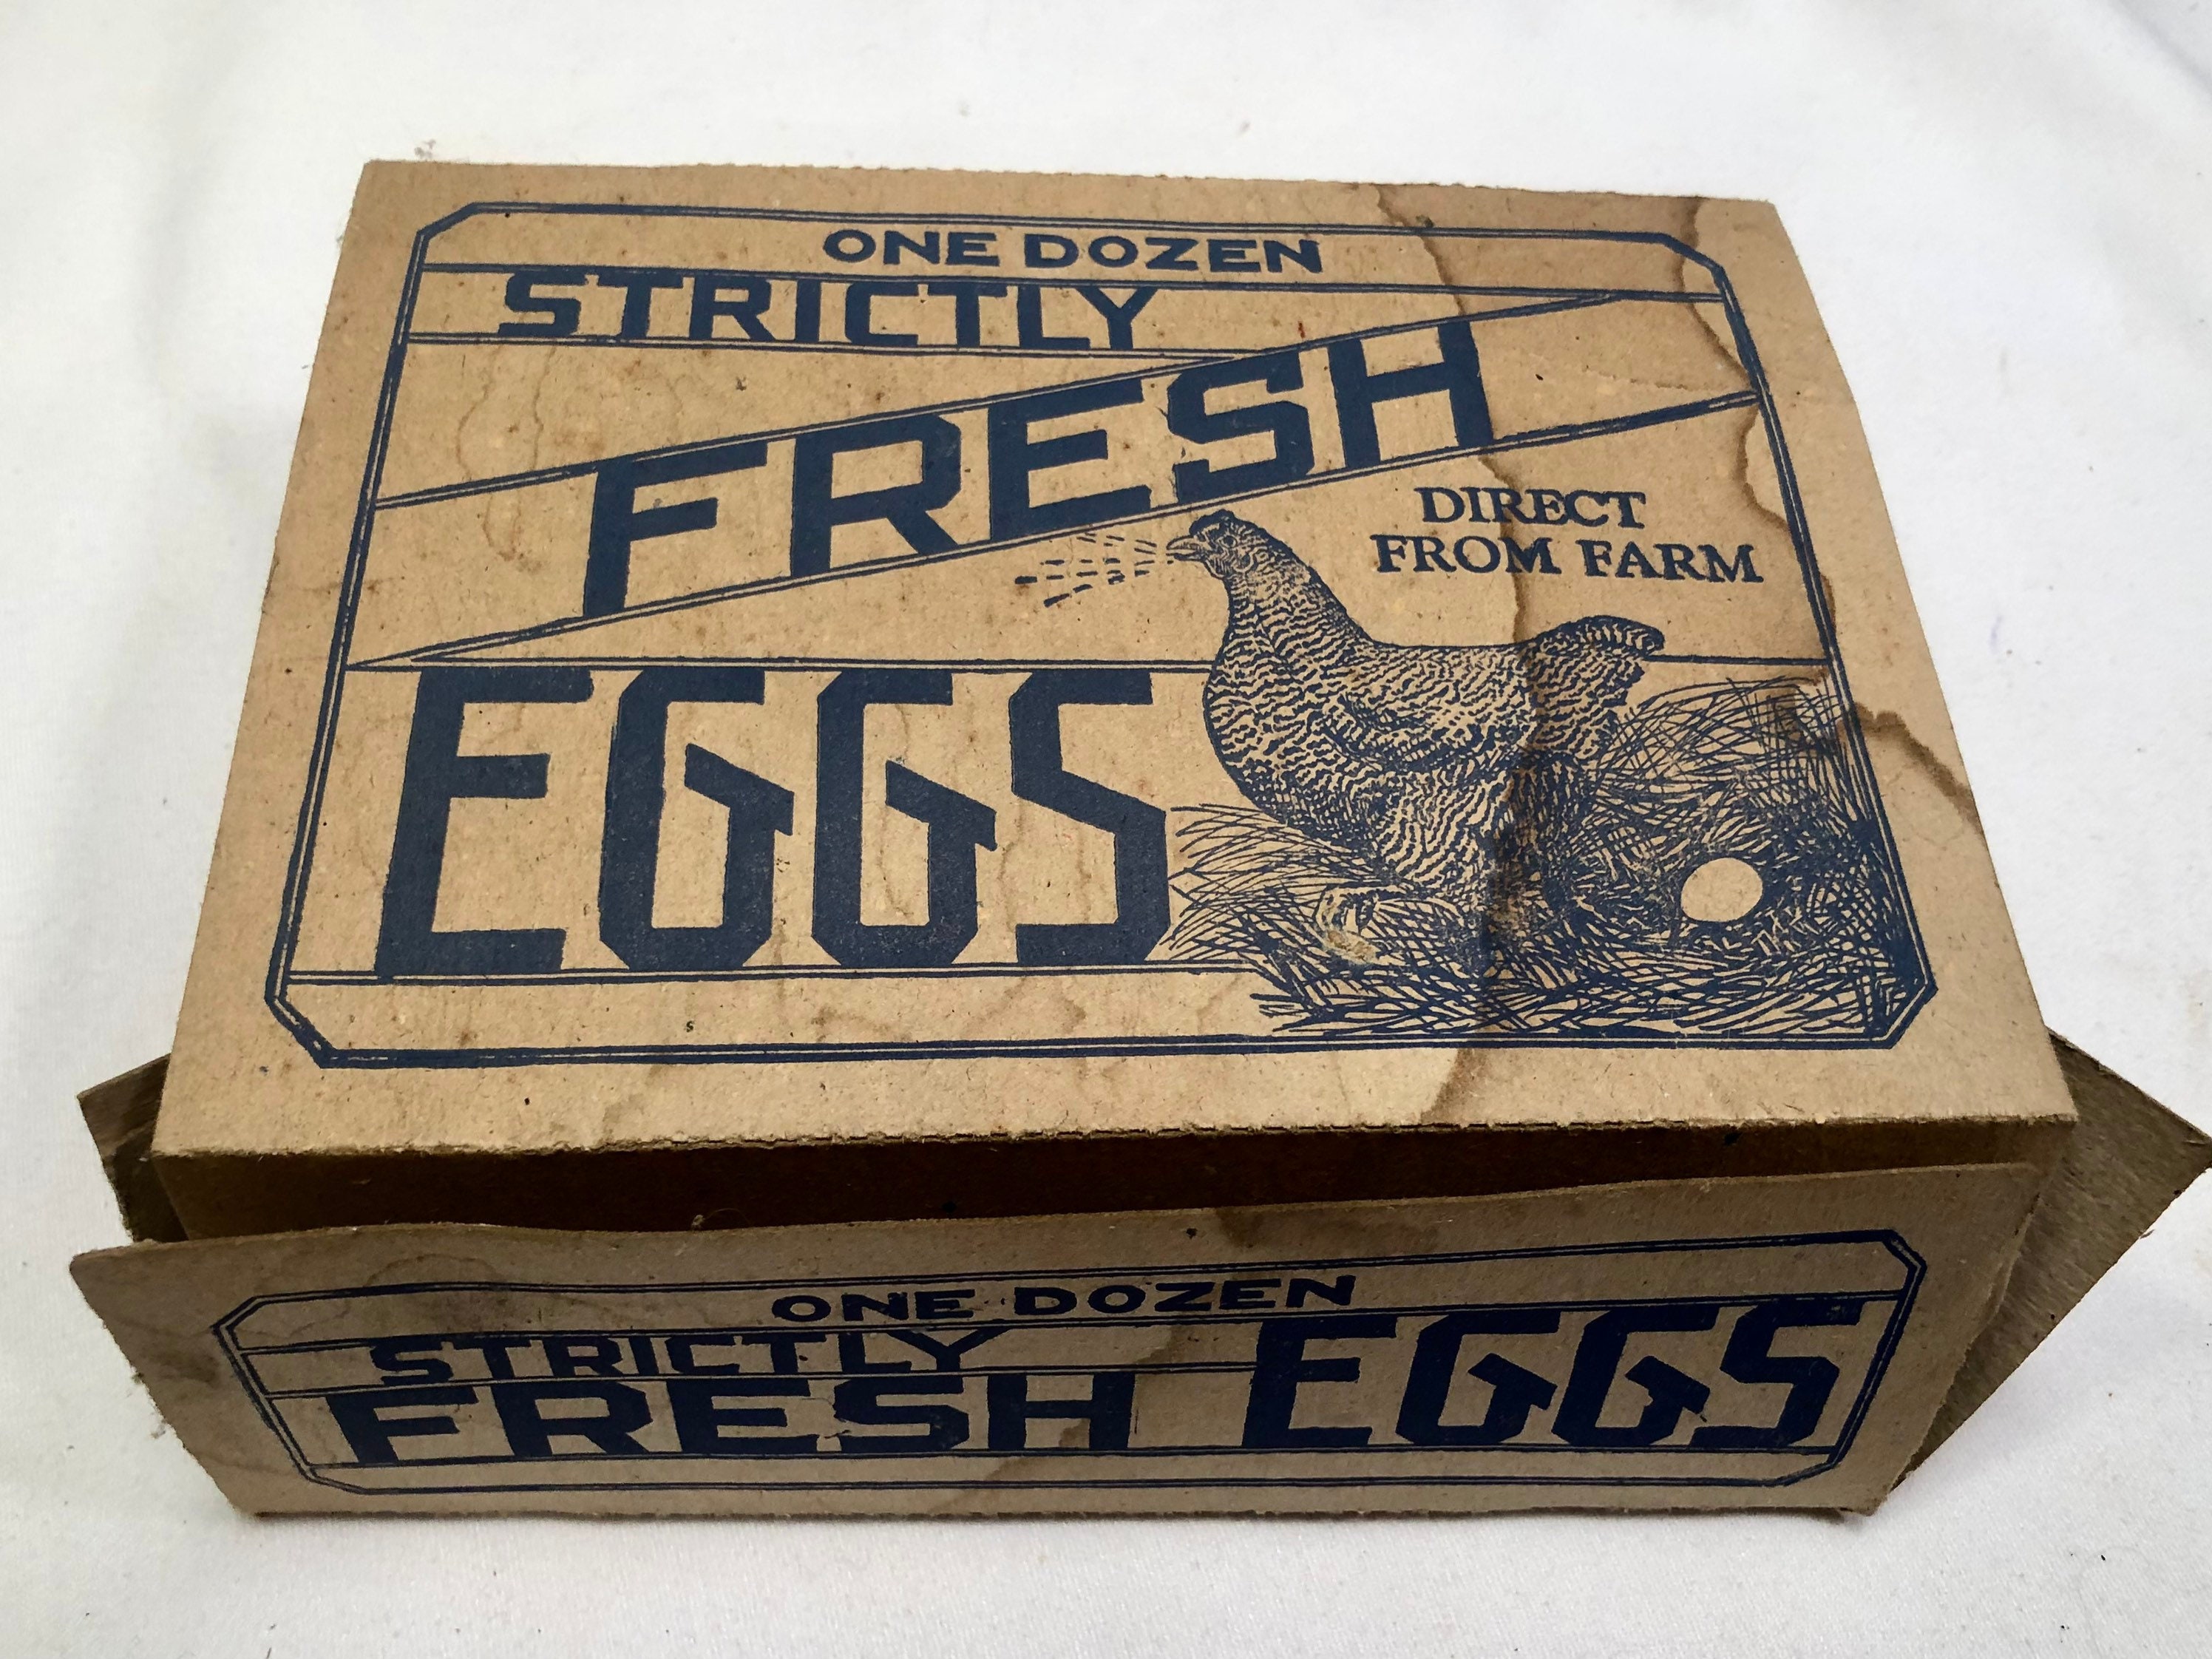 ONE DOZEN
STRICTLY
FRESH
DIRECT
FROM FARM
EGGS
ONE DOZEN
STRICTLY
FRESH EGGS